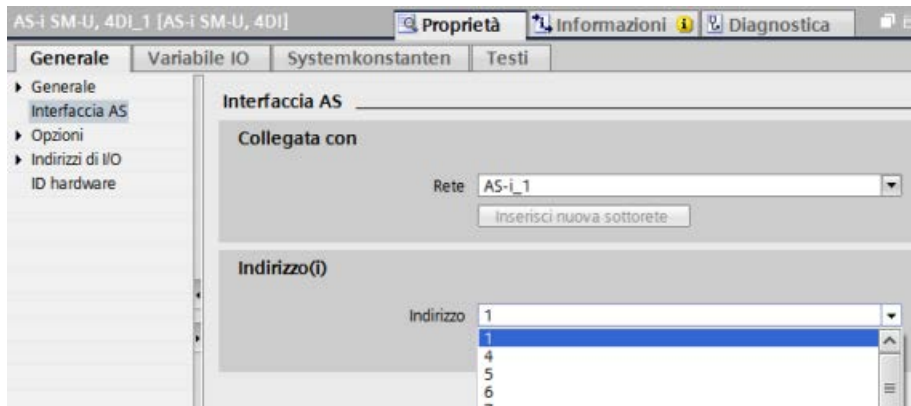 AS-i SM-U, 4DI_1 [AS-i SM-U, 4DI]
Proprietà
Informazioni
Diagnostica
Generale
Variabile IO
Systemkonstanten
Testi
Generale
Interfaccia AS
Opzioni
Indirizzi di I/O
ID hardware
Interfaccia AS
Collegata con
Rete AS-i_1
Inserisci nuova sottorete
Indirizzo(i)
Indirizzo 1
1
4
5
6